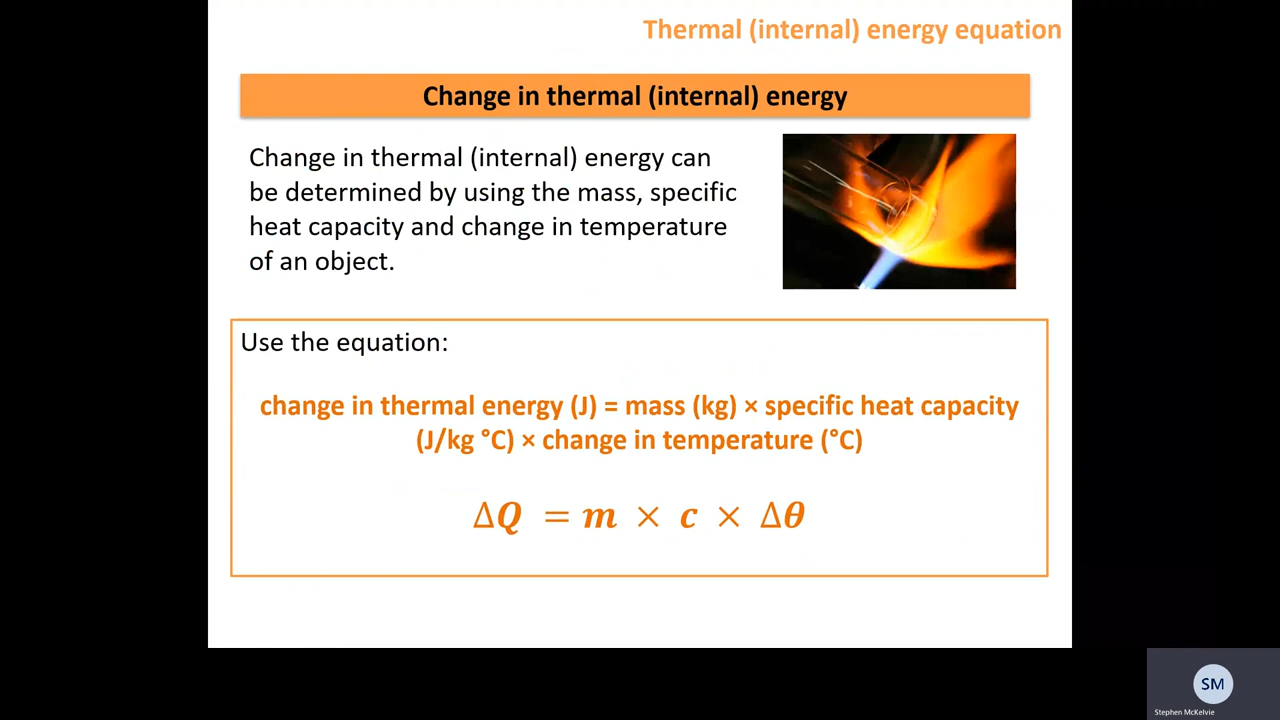 Thermal (internal) energy equation
Change in thermal (internal) energy
Change in thermal (internal) energy can
be determined by using the mass, specific
heat capacity and change in temperature
of an object.
Use the equation:
change in thermal energy (J) = mass (kg) × specific heat capacity
(J/kg °C) × change in temperature (°C)
ΔQ = m × c × Δθ
SM
Stephen McKelvie